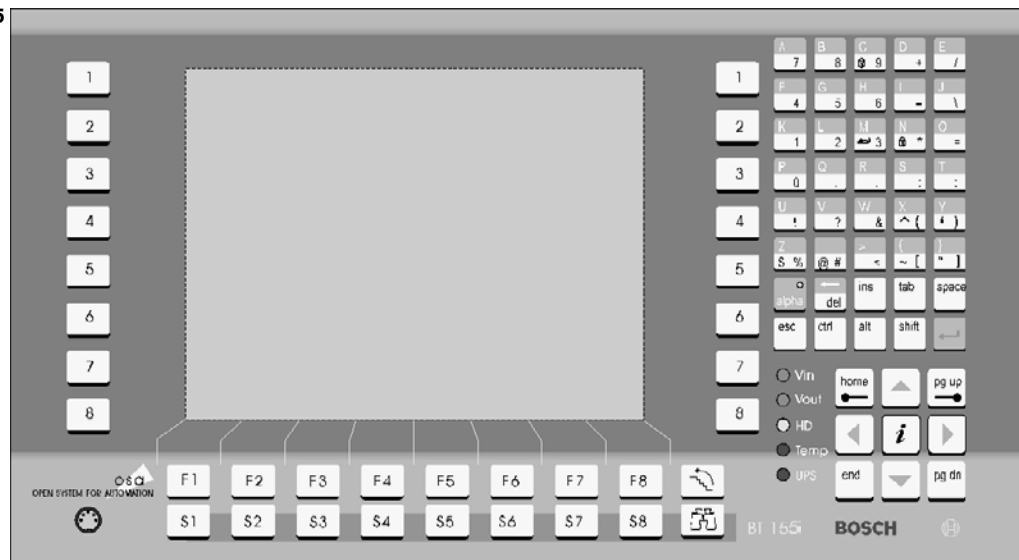 5
A B C D E
7 8 9 + /
1 1
F G H I J
4 5 6 - \
2 2
K L M N O
1 2 3 * =
3 3
P Q R S T
0 . . : :
4 4
U V W X Y
! ? & ^ ( ' )
5 5
Z > { }
$ % @ # < ~ [ " ]
alpha del ins tab space
6 6
esc ctrl alt shift
7 7
Vin
home pg up
Vout
8 8
HD
i
Temp
osa
F1 F2 F3 F4 F5 F6 F7 F8
UPS
end pg dn
OPEN SYSTEM FOR AUTOMATION
S1 S2 S3 S4 S5 S6 S7 S8
BT 155i BOSCH